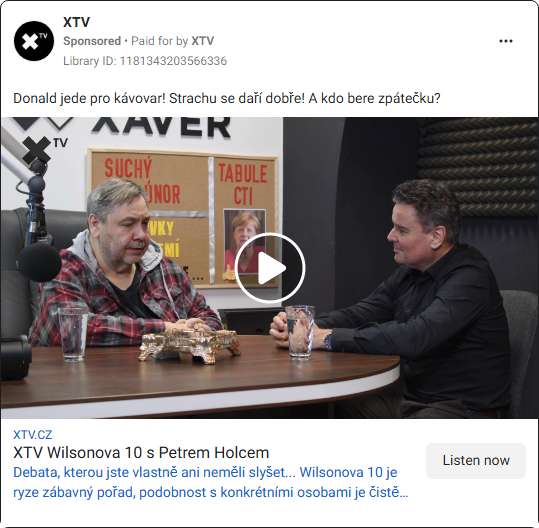 XTV
Sponsored • Paid for by XTV
Library ID: 1181343203566336
Donald jede pro kávovar! Strachu se daří dobře! A kdo bere zpátečku?
XTV
XAVER
SUCHÝ
ÚNOR
TABULE
CTI
XTV.CZ
XTV Wilsonova 10 s Petrem Holcem
Debata, kterou jste vlastně ani neměli slyšet... Wilsonova 10 je
ryze zábavný pořad, podobnost s konkrétními osobami je čistě...
Listen now